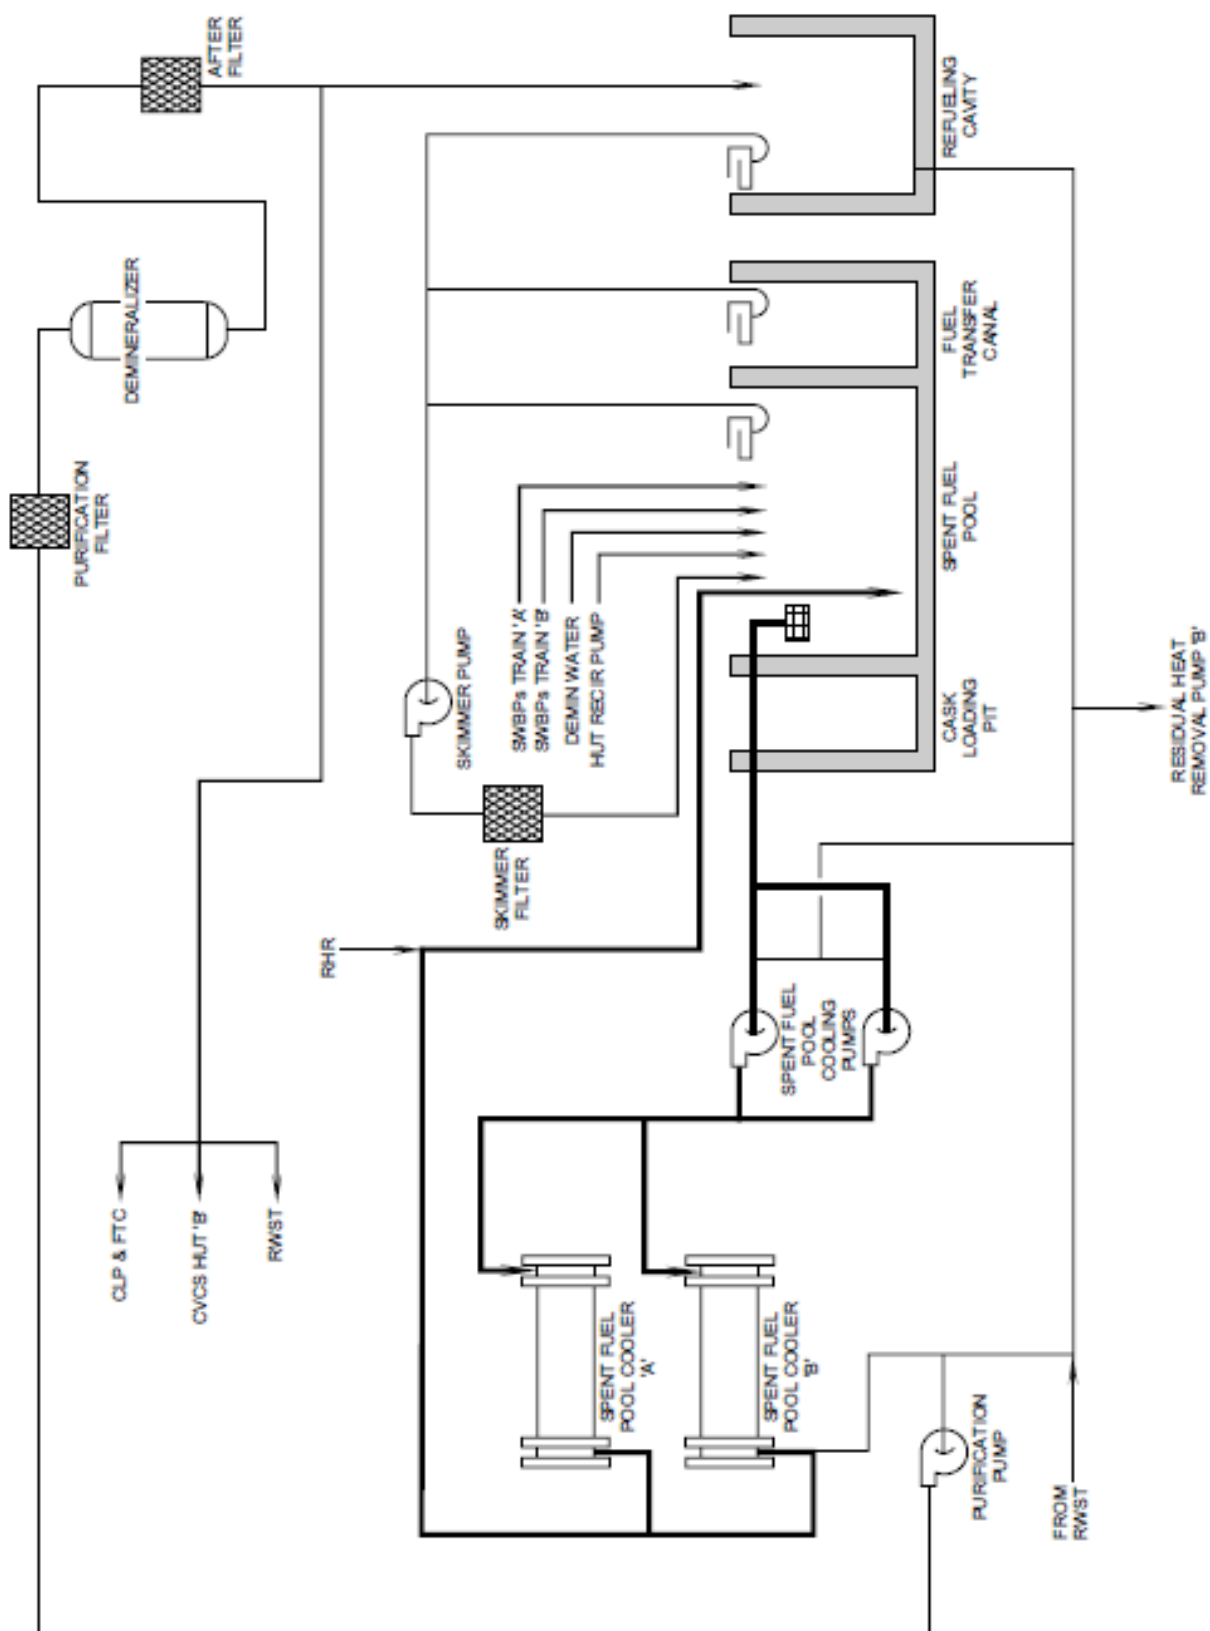 PURIFICATION
FILTER
CLP & FTC
DEMINERALIZER
CVCS HUT 'B'
AFTER
FILTER
RWST
RHR
SKIMMER PUMP
SKIMMER
FILTER
SWBPs TRAIN 'A'
SWBPs TRAIN 'B'
DEMIN WATER
HUT RECIR PUMP
SPENT FUEL
POOL COOLER
'A'
SPENT FUEL
POOL COOLER
'B'
SPENT FUEL
POOL
COOLING
PUMPS
CASK
LOADING
PIT
SPENT FUEL
POOL
FUEL
TRANSFER
CANAL
REFUELING
CAVITY
PURIFICATION
PUMP
FROM
RWST
RESIDUAL HEAT
REMOVAL PUMP 'B'